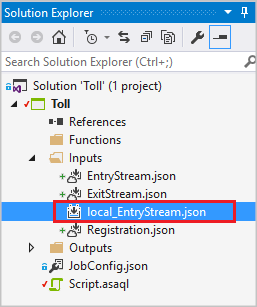 Solution Explorer
Search Solution Explorer (Ctrl+;)
Solution 'Toll' (1 project)
Toll
References
Functions
Inputs
EntryStream.json
ExitStream.json
local_EntryStream.json
Registration.json
Outputs
JobConfig.json
Script.asaql